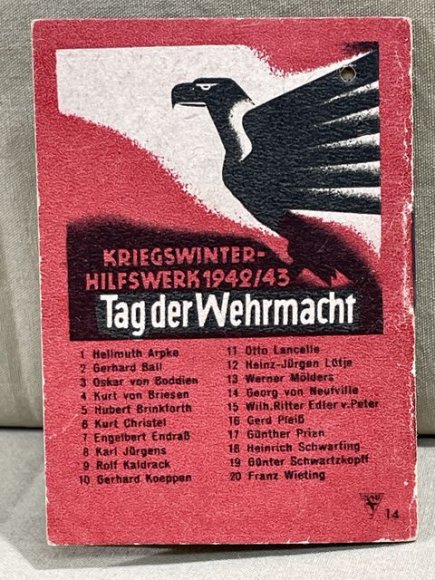 KRIEGSWINTER-
HILFSWERK 1942/43
Tag der Wehrmacht
1 Hellmuth Arpke
2 Gerhard Ball
3 Oskar von Boddien
4 Kurt von Briesen
5 Hubert Brinkforth
6 Kurt Christel
7 Engelbert Endraß
8 Karl Jürgens
9 Rolf Kaldrack
10 Gerhard Koeppen
11 Otto Lancelle
12 Heinz-Jürgen Lütje
13 Werner Mölders
14 Georg von Neufville
15 Wilh. Ritter Edler v. Peter
16 Gerd Pleiß
17 Günther Prien
18 Heinrich Schwarting
19 Günter Schwartzkopff
20 Franz Wieting
14